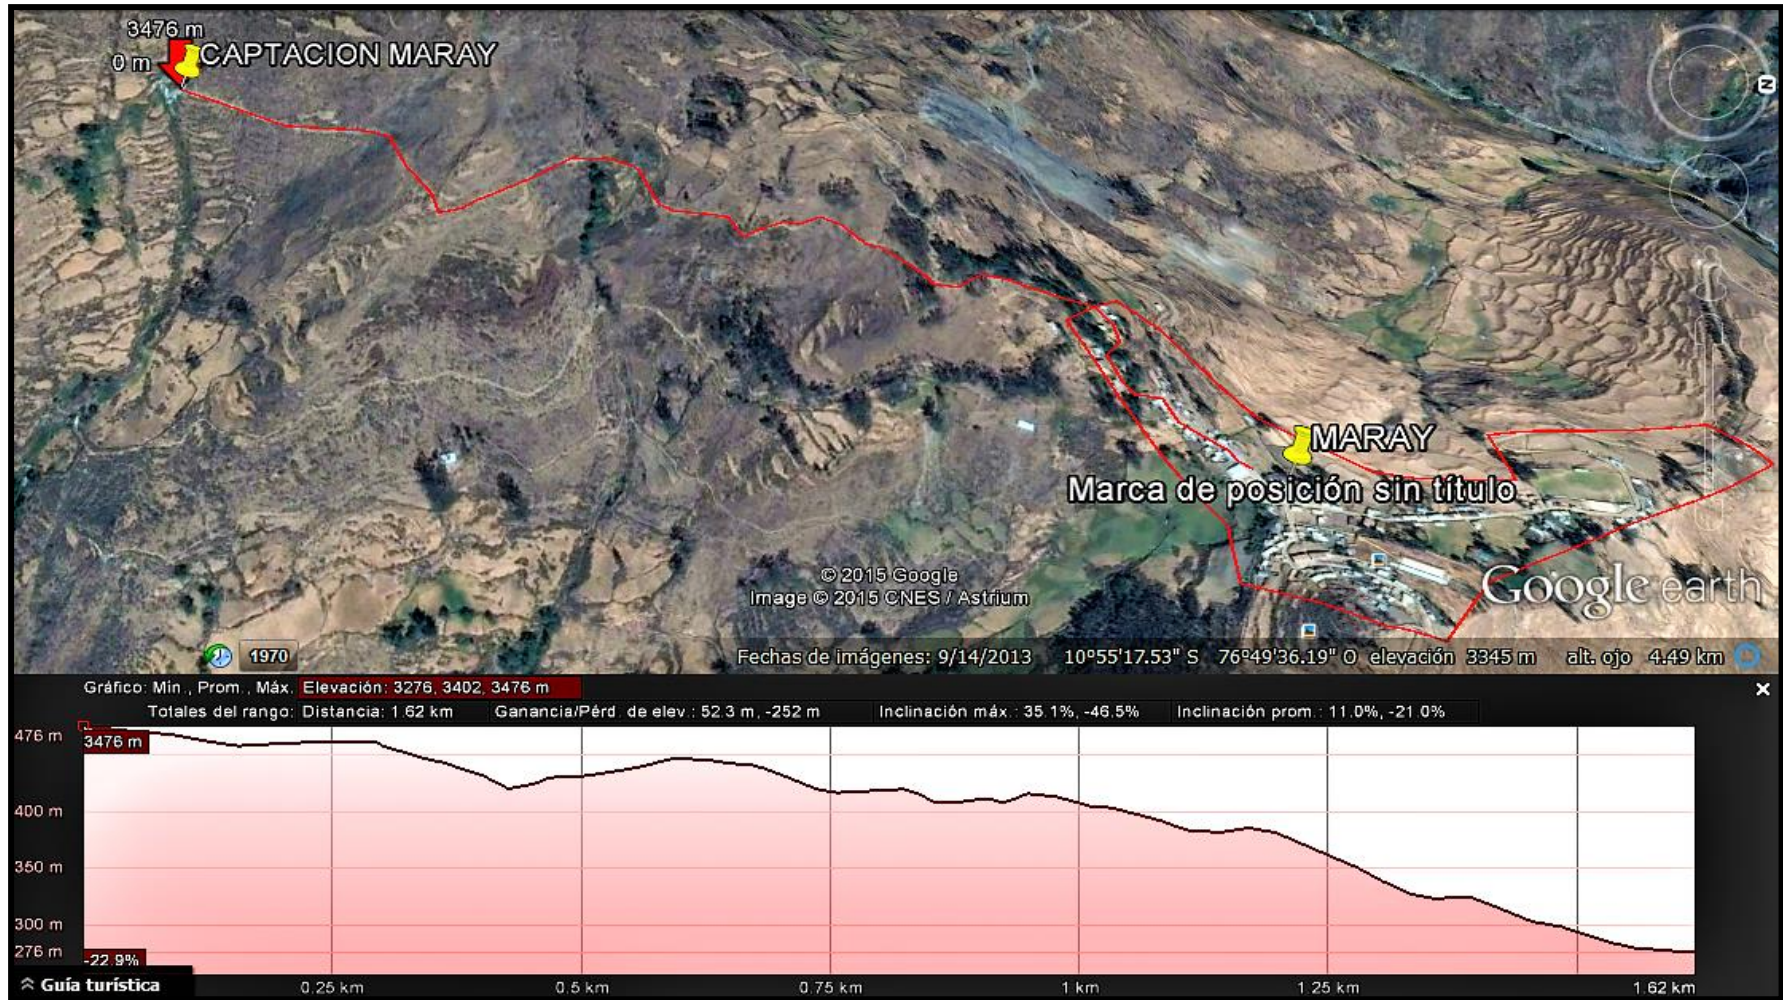 3476 m
0 m
CAPTACION MARAY
N
MARAY
Marca de posición sin título
© 2015 Google
Image © 2015 CNES / Astrium
Google earth
1970
Fechas de imágenes: 9/14/2013 10°55'17.53" S 76°49'36.19" O elevación 3345 m alt. ojo 4.49 km
Gráfico: Mín., Prom., Máx. Elevación: 3276, 3402, 3476 m
Totales del rango: Distancia: 1.62 km Ganancia/Pérd. de elev.: 52.3 m, -252 m Inclinación máx.: 35.1%, -46.5% Inclinación prom.: 11.0%, -21.0%
476 m
3476 m
400 m
350 m
300 m
276 m
-22.9%
Guía turística
0.25 km 0.5 km 0.75 km 1 km 1.25 km 1.62 km